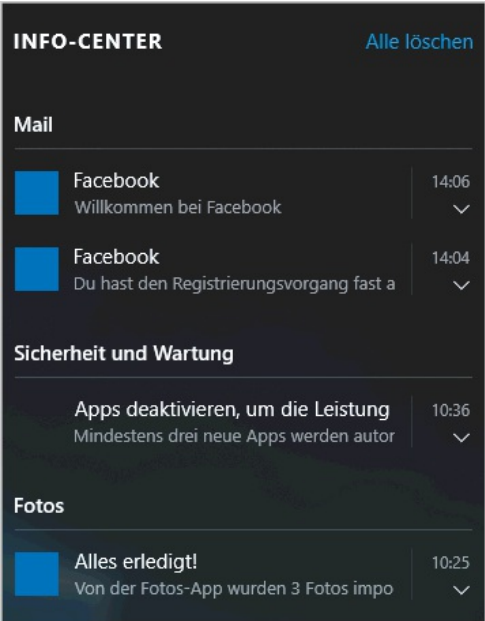 INFO-CENTER Alle löschen
Mail
Facebook 14:06
Willkommen bei Facebook
Facebook 14:04
Du hast den Registrierungsvorgang fast a
Sicherheit und Wartung
Apps deaktivieren, um die Leistung 10:36
Mindestens drei neue Apps werden autor
Fotos
Alles erledigt! 10:25
Von der Fotos-App wurden 3 Fotos impo